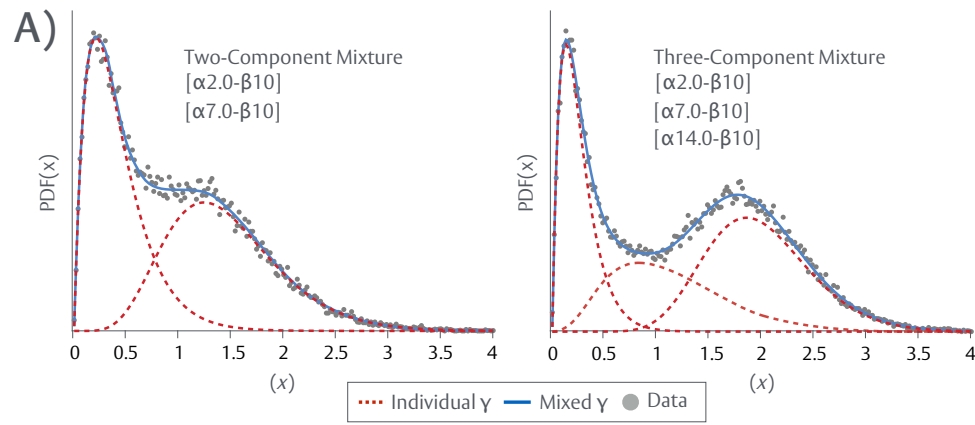 A)
Two-Component Mixture
[α2.0-β10]
[α7.0-β10]
PDF(x)
0.5 1 1.5 2 2.5 3 3.5 4
(x)
Three-Component Mixture
[α2.0-β10]
[α7.0-β10]
[α14.0-β10]
PDF(x)
0 0.5 1 1.5 2 2.5 3 3.5 4
(x)
Individual γ Mixed γ Data